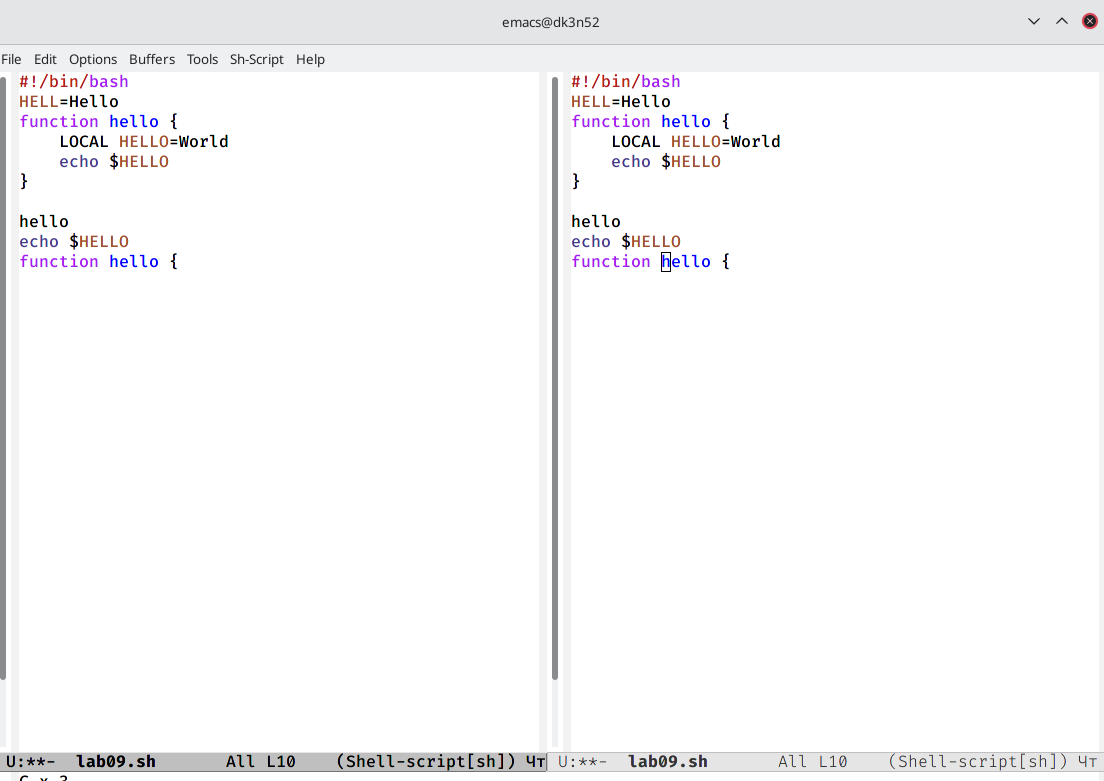 emacs@dk3n52
File Edit Options Buffers Tools Sh-Script Help
#!/bin/bash
HELL=Hello
function hello {
    LOCAL HELLO=World
    echo $HELLO
}
hello
echo $HELLO
function hello {
U:**-  lab09.sh       All L10    (Shell-script[sh]) Чт
#!/bin/bash
HELL=Hello
function hello {
    LOCAL HELLO=World
    echo $HELLO
}
hello
echo $HELLO
function hello {
U:**-  lab09.sh       All L10    (Shell-script[sh]) Чт
C-x 3